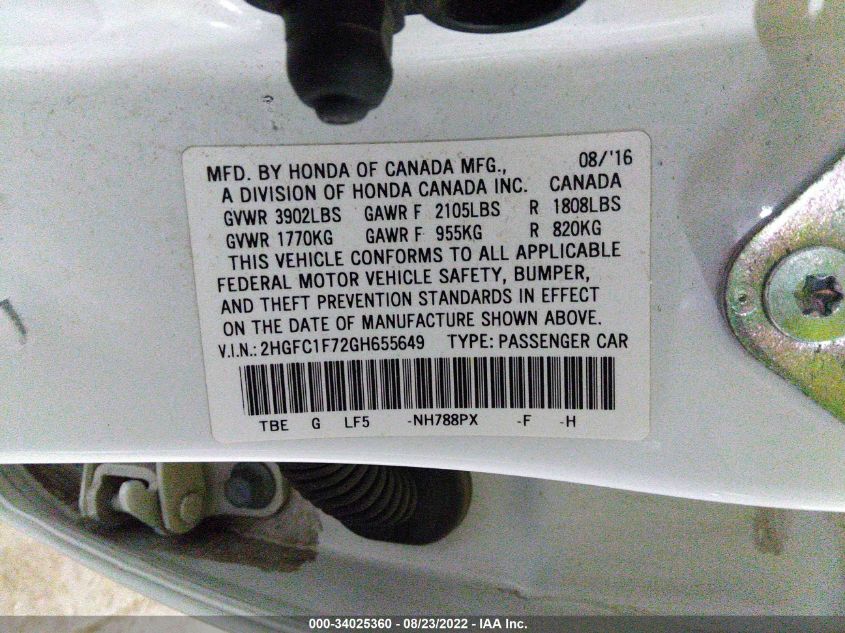 MFD. BY HONDA OF CANADA MFG., 08/'16
A DIVISION OF HONDA CANADA INC. CANADA
GVWR 3902LBS GAWR F 2105LBS R 1808LBS
GVWR 1770KG GAWR F 955KG R 820KG
THIS VEHICLE CONFORMS TO ALL APPLICABLE
FEDERAL MOTOR VEHICLE SAFETY, BUMPER,
AND THEFT PREVENTION STANDARDS IN EFFECT
ON THE DATE OF MANUFACTURE SHOWN ABOVE.
V.I.N.: 2HGFC1F72GH655649 TYPE: PASSENGER CAR
TBE G LF5 -NH788PX -F -H
000-34025360 - 08/23/2022 - IAA Inc.